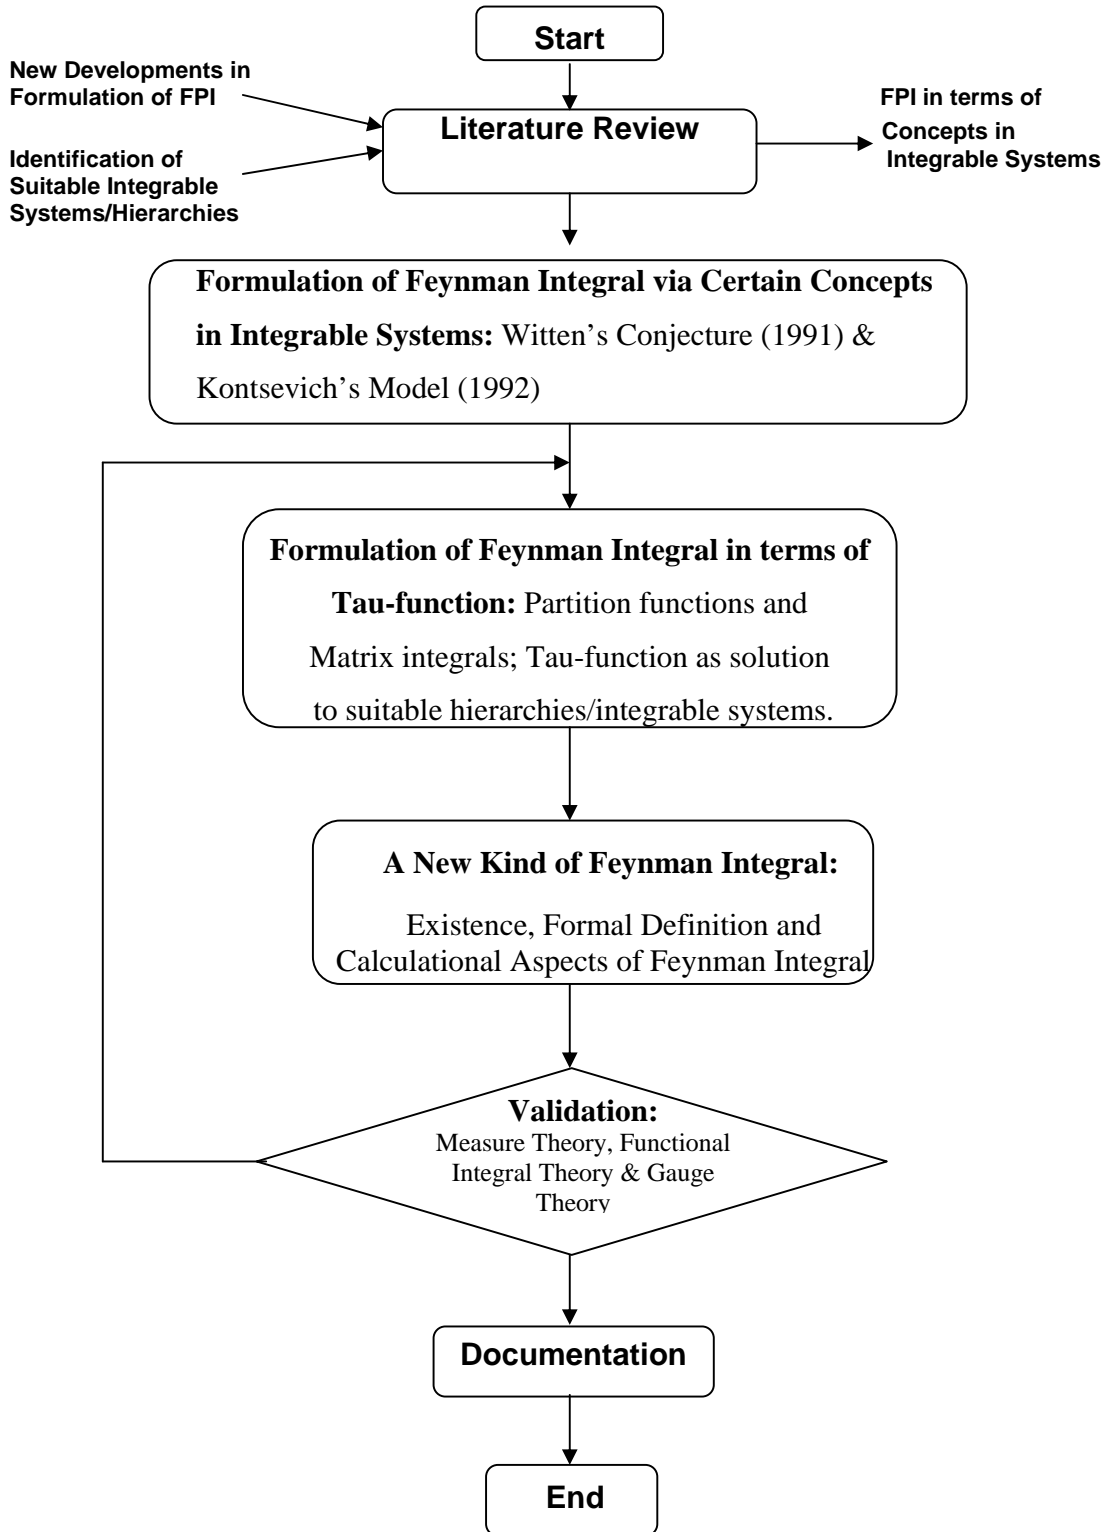 Start
New Developments in
Formulation of FPI
Literature Review
FPI in terms of
Concepts in
Integrable Systems
Identification of
Suitable Integrable
Systems/Hierarchies
Formulation of Feynman Integral via Certain Concepts
in Integrable Systems: Witten’s Conjecture (1991) &
Kontsevich’s Model (1992)
Formulation of Feynman Integral in terms of
Tau-function: Partition functions and
Matrix integrals; Tau-function as solution
to suitable hierarchies/integrable systems.
A New Kind of Feynman Integral:
Existence, Formal Definition and
Calculational Aspects of Feynman Integral
Validation:
Measure Theory, Functional
Integral Theory & Gauge
Theory
Documentation
End